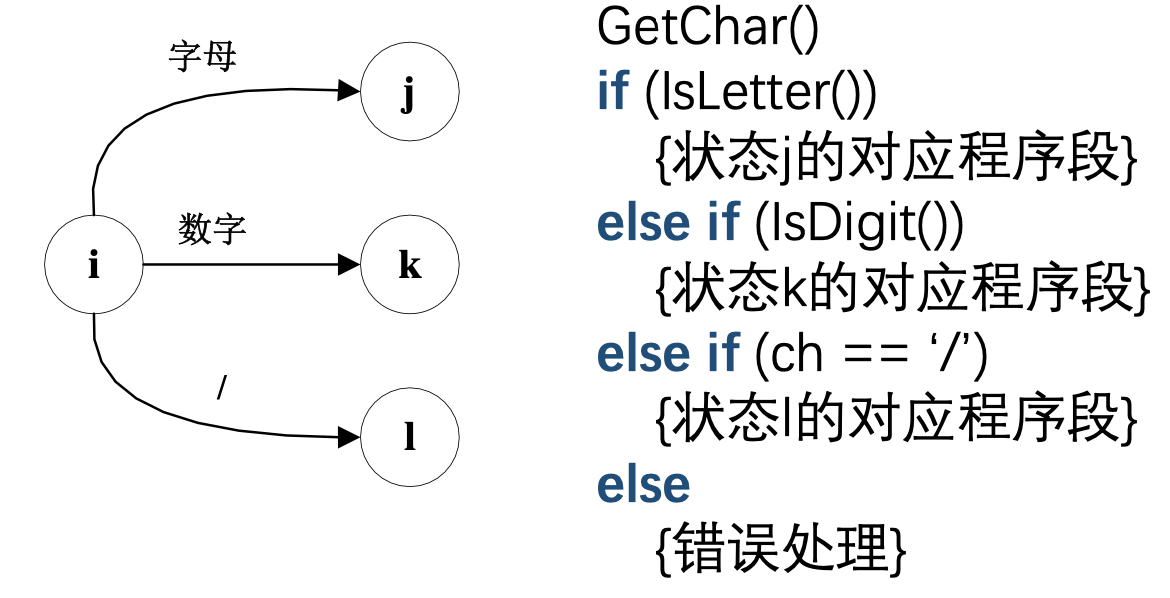 字母
j
数字
i
k
/
l
GetChar()
if (IsLetter())
{状态j的对应程序段}
else if (IsDigit())
{状态k的对应程序段}
else if (ch == ‘/’)
{状态l的对应程序段}
else
{错误处理}